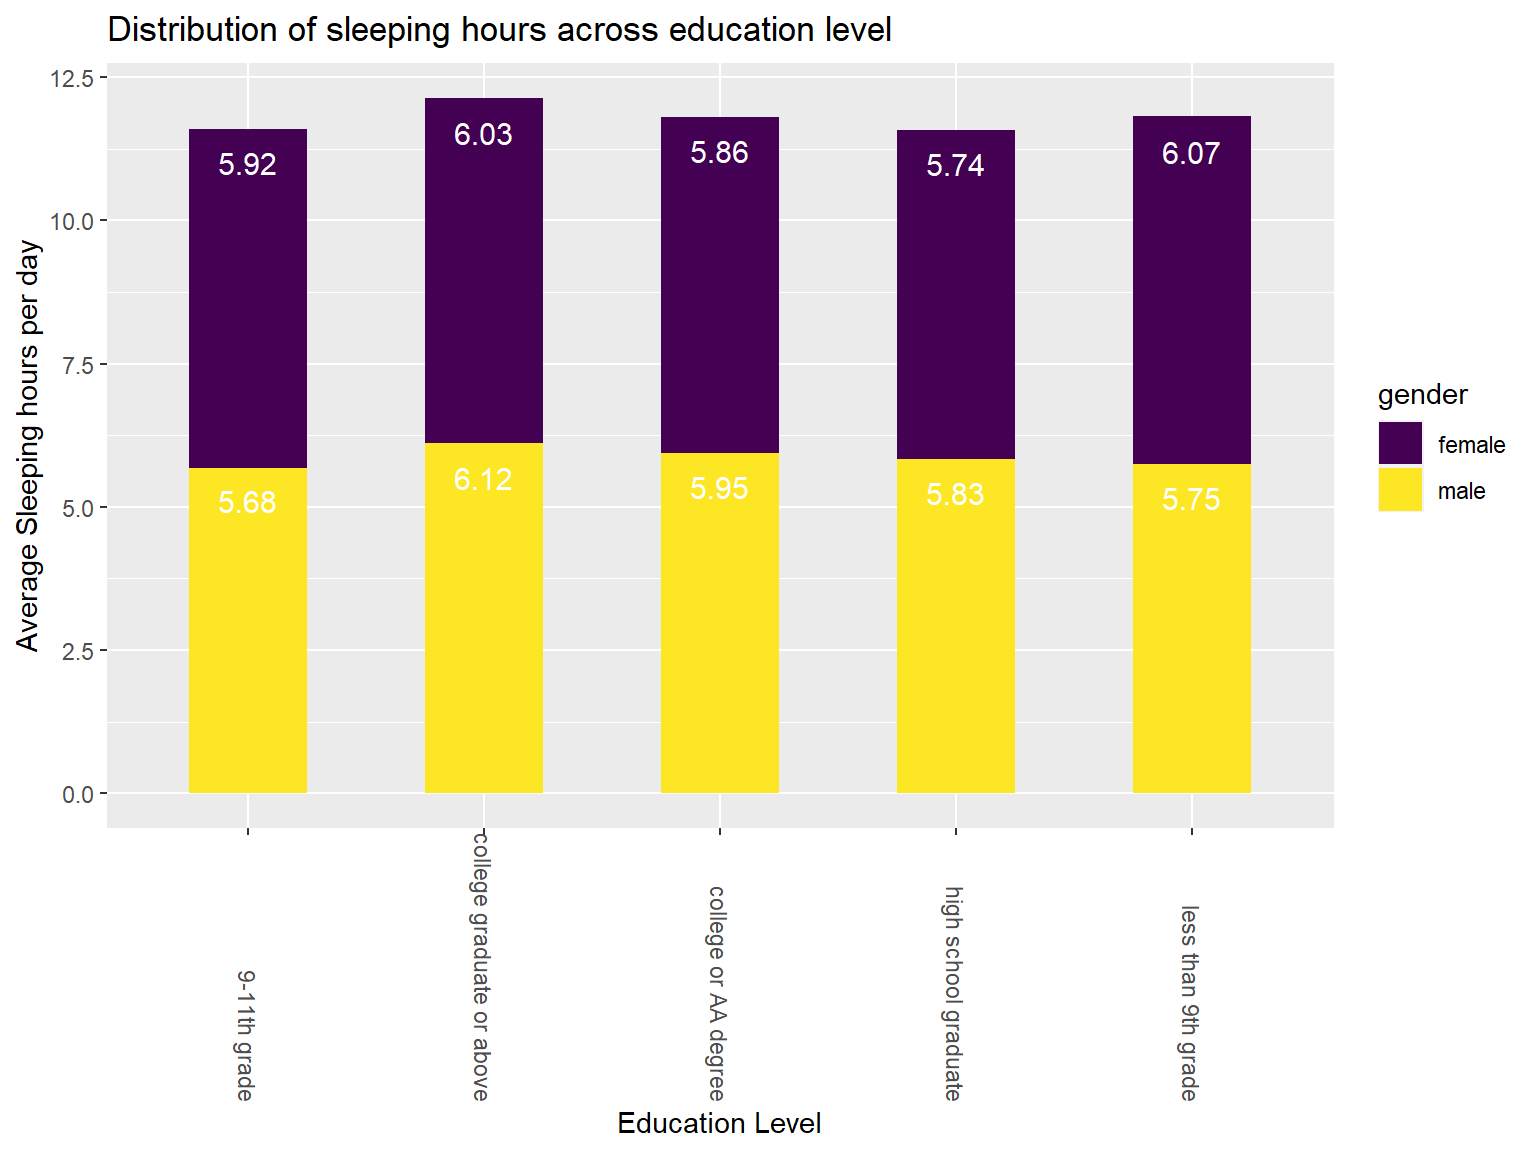 Distribution of sleeping hours across education level
Average Sleeping hours per day
12.5
10.0
7.5
5.0
2.5
0.0
5.92
6.03
5.86
5.74
6.07
5.68
6.12
5.95
5.83
5.75
9-11th grade
college graduate or above
college or AA degree
high school graduate
less than 9th grade
Education Level
gender
female
male